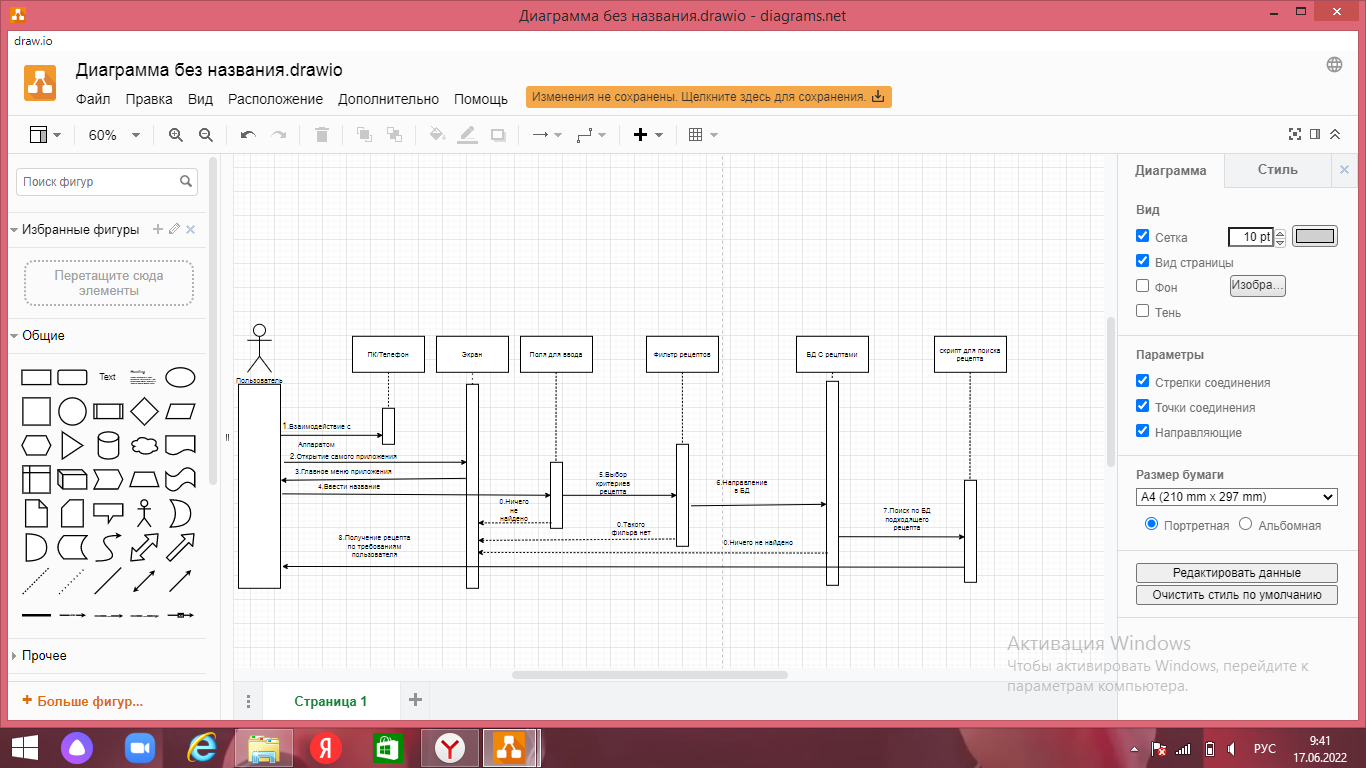 Диаграмма без названия.drawio - diagrams.net
draw.io
Диаграмма без названия.drawio
Файл Правка Вид Расположение Дополнительно Помощь
Изменения не сохранены. Щелкните здесь для сохранения.
60%
Поиск фигур
Избранные фигуры
Перетащите сюда
элементы
Общие
Text
Heading
Прочее
+ Больше фигур...
Пользователь
ПК/Телефон
Экран
Поля для ввода
Фильтр рецептов
БД С рецптами
скрипт для поиска
рецепта
1.Взаимодействие с
Аппаратом
2.Открытие самого приложения
3.Главное меню приложения
4.Ввести название
5.Выбор
критериев
рецепта
6.Направление
в БД
0.Ничего
не
найдено
0.Такого
фильра нет
7.Поиск по БД
подходящего
рецепта
0.Ничего не найдено
8.Получение рецепта
по требованиям
пользователя
Страница 1
Диаграмма
Стиль
Вид
Сетка
10 pt
Вид страницы
Фон
Изобра...
Тень
Параметры
Стрелки соединения
Точки соединения
Направляющие
Размер бумаги
A4 (210 mm x 297 mm)
Портретная
Альбомная
Редактировать данные
Очистить стиль по умолчанию
Активация Windows
Чтобы активировать Windows, перейдите к
параметрам компьютера.
Я
Y
РУС
9:41
17.06.2022